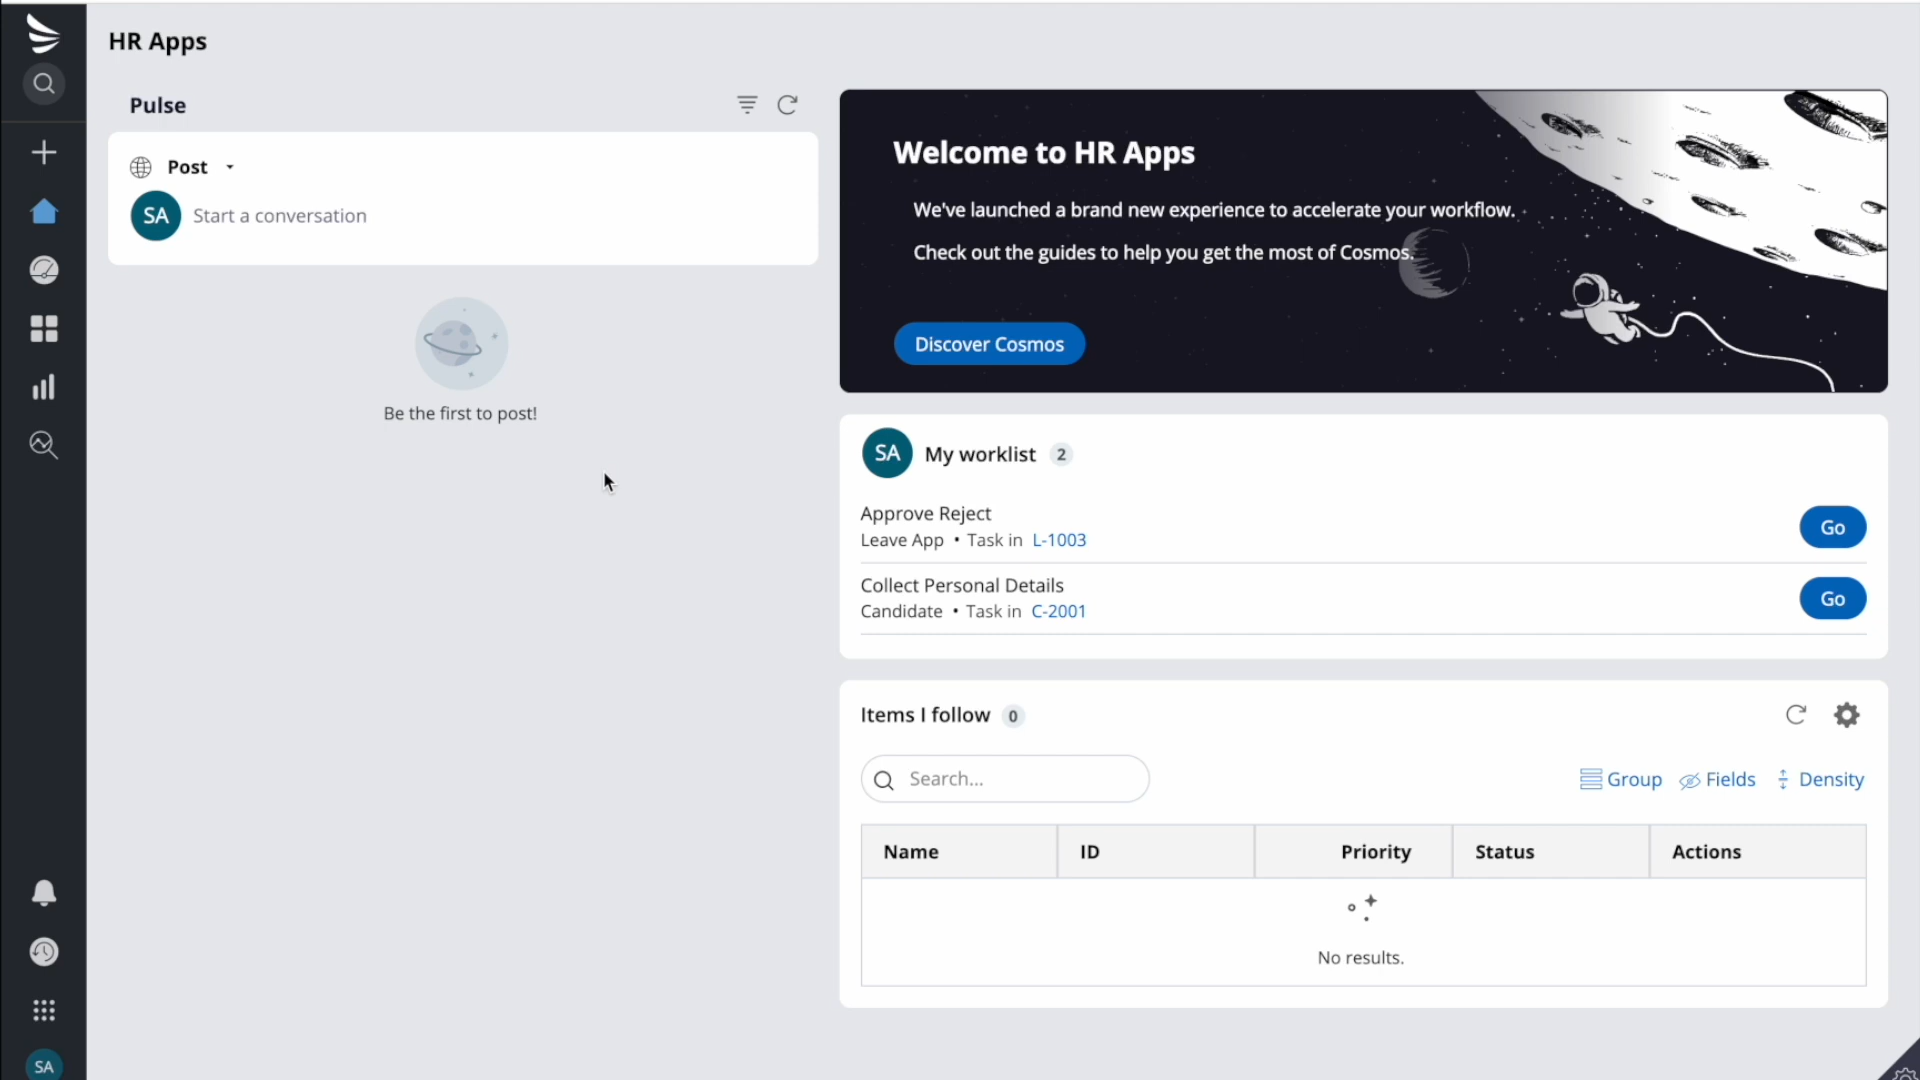 HR Apps
Pulse
Post
SA Start a conversation
Be the first to post!
Welcome to HR Apps
We've launched a brand new experience to accelerate your workflow.
Check out the guides to help you get the most of Cosmos.
Discover Cosmos
SA My worklist 2
Approve Reject
Leave App • Task in L-1003
Go
Collect Personal Details
Candidate • Task in C-2001
Go
Items I follow 0
Search...
Group Fields Density
Name ID Priority Status Actions
No results.
SA